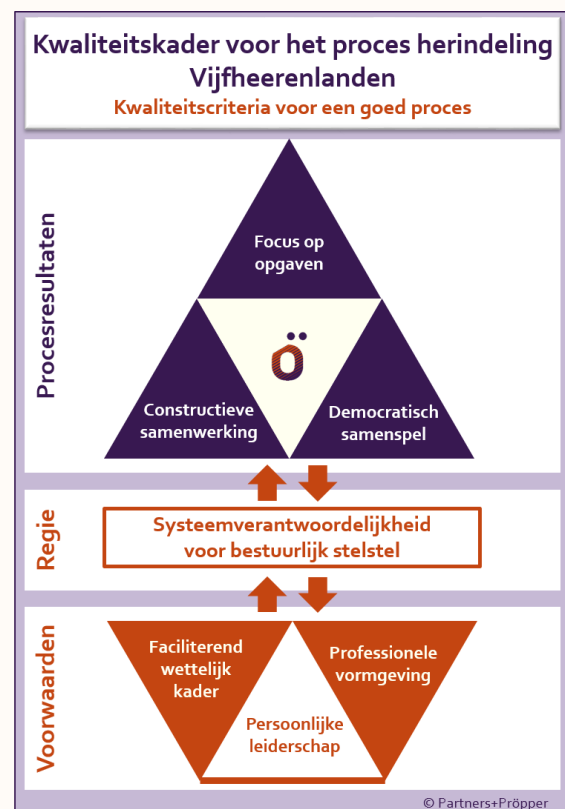 Kwaliteitskader voor het proces herindeling
Vijfheerenlanden
Kwaliteitscriteria voor een goed proces
Procesresultaten
Focus op
opgaven
ö
Constructieve
samenwerking
Democratisch
samenspel
Regie
Systeemverantwoordelijkheid
voor bestuurlijk stelstel
Voorwaarden
Faciliterend
wettelijk
kader
Professionele
vormgeving
Persoonlijke
leiderschap
© Partners+Pröpper